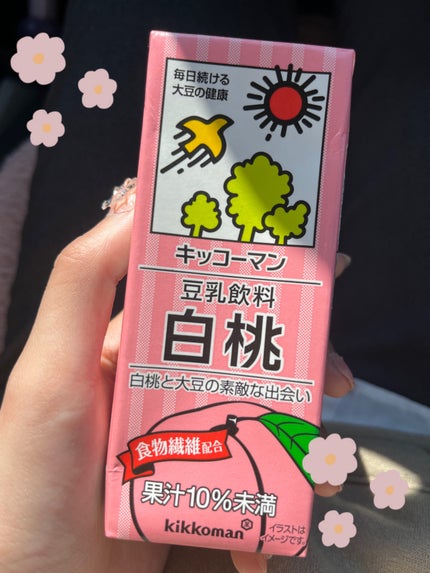 毎日続ける
大豆の健康
キッコーマン
豆乳飲料
白桃
白桃と大豆の素敵な出会い
食物繊維配合
果汁10%未満
kikkoman
イラストは
イメージです。